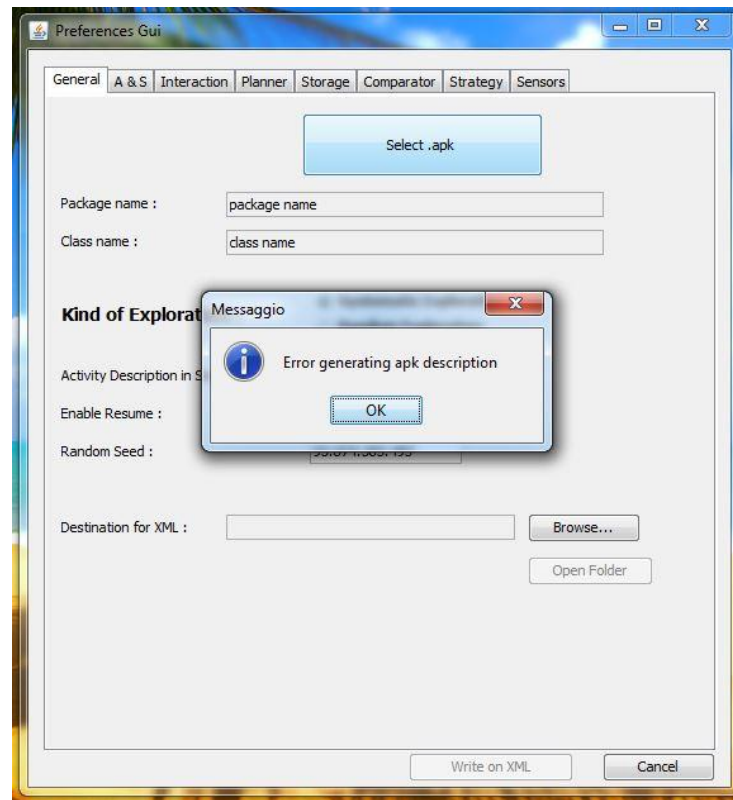 Preferences Gui
General A & S Interaction Planner Storage Comparator Strategy Sensors
Select .apk
Package name : package name
Class name : class name
Kind of Explorat
Messaggio
Error generating apk description
OK
Activity Description in S
Enable Resume :
Random Seed :
Destination for XML : Browse...
Open Folder
Write on XML Cancel